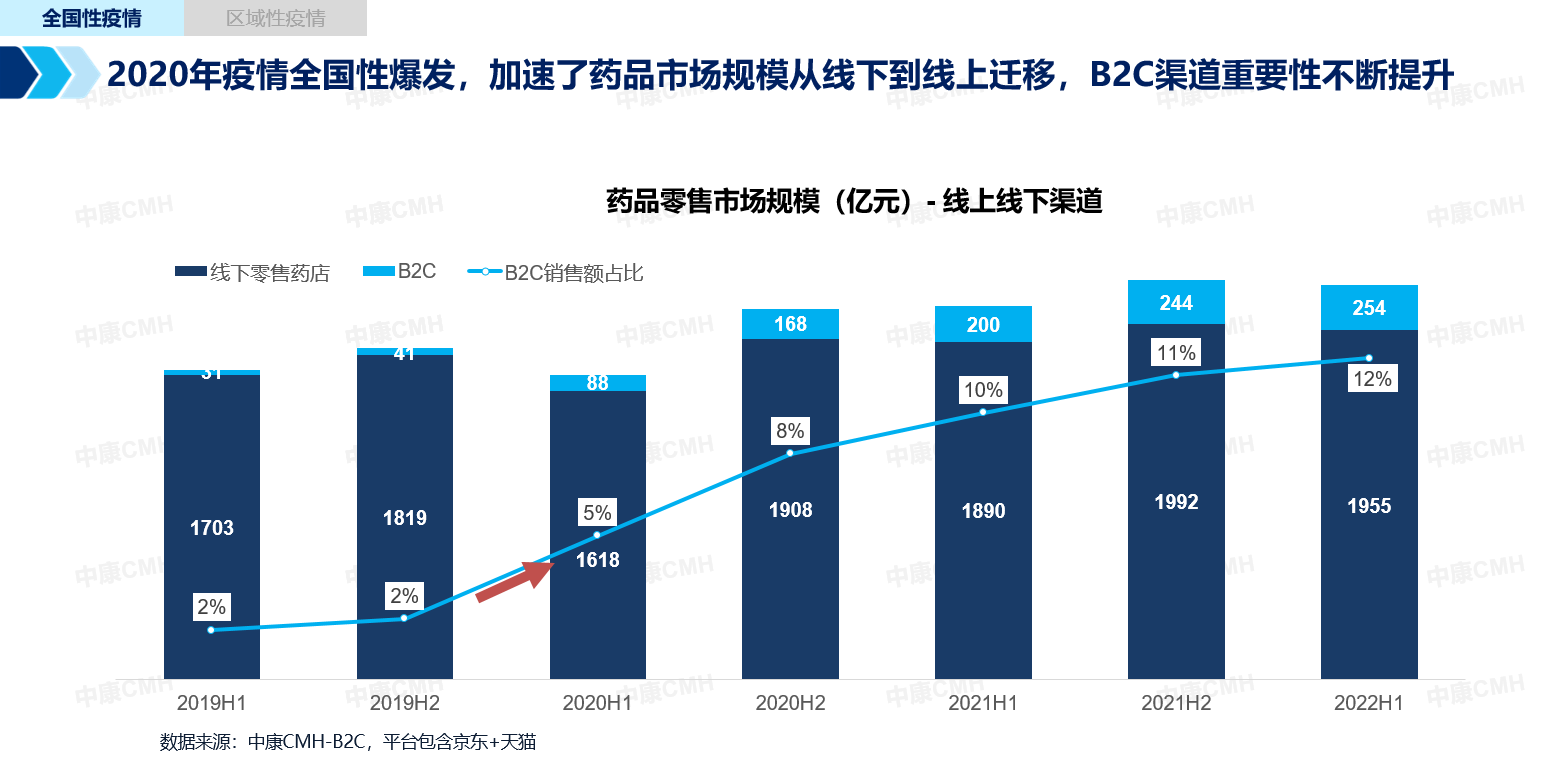 全国性疫情
区域性疫情
2020年疫情全国性爆发，加速了药品市场规模从线下到线上迁移，B2C渠道重要性不断提升
药品零售市场规模（亿元）- 线上线下渠道
线下零售药店
B2C
B2C销售额占比
31
41
88
168
200
244
254
2%
2%
5%
8%
10%
11%
12%
1703
1819
1618
1908
1890
1992
1955
2019H1
2019H2
2020H1
2020H2
2021H1
2021H2
2022H1
数据来源：中康CMH-B2C，平台包含京东+天猫
中康CMH